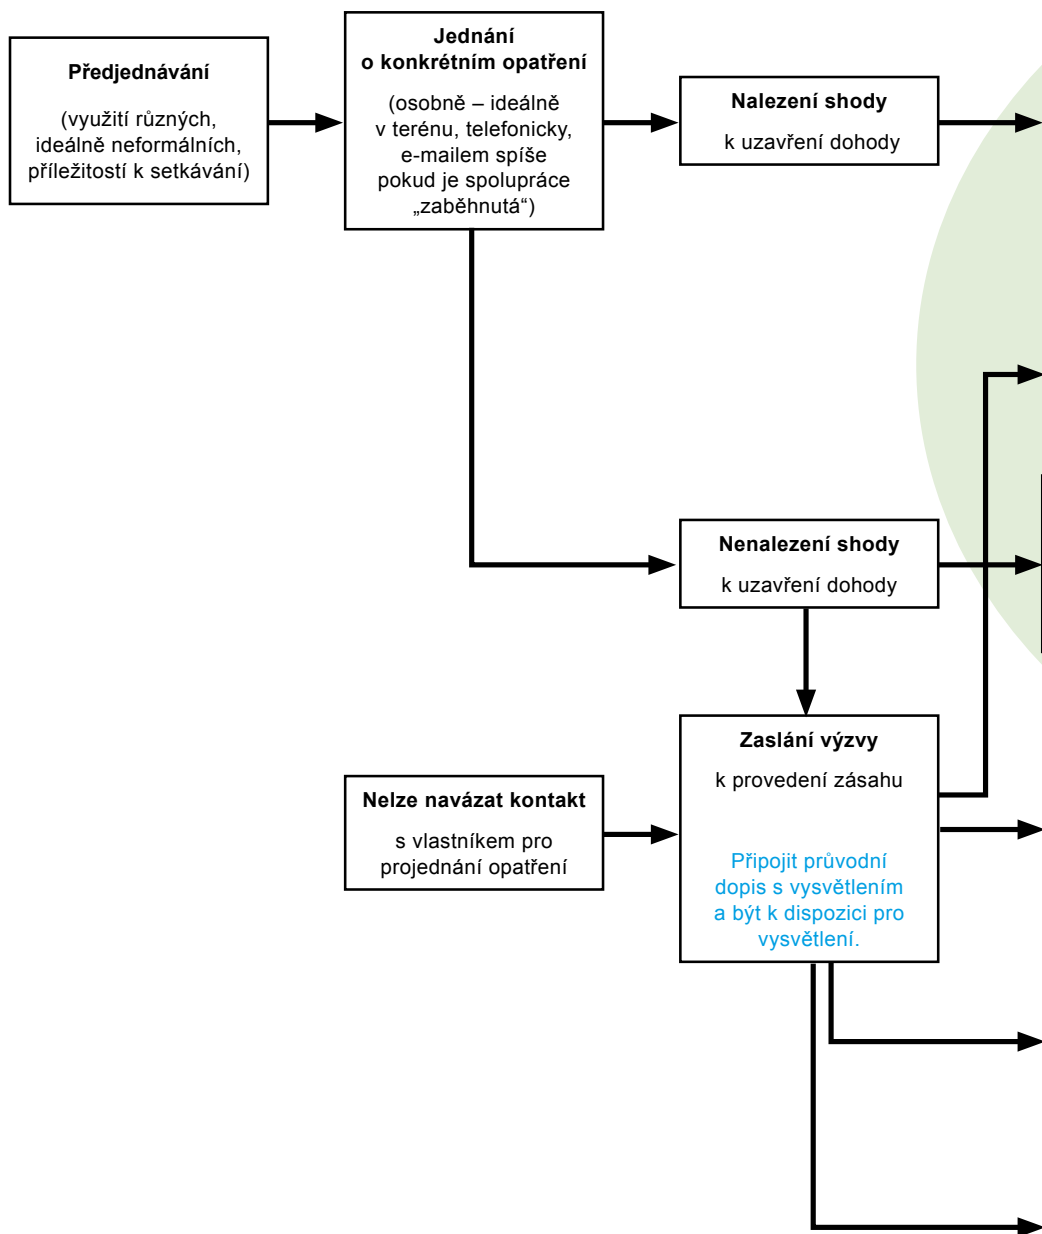 Předjednávání
(využití různých,
ideálně neformálních,
příležitostí k setkávání)
Jednání
o konkrétním opatření
(osobně – ideálně
v terénu, telefonicky,
e-mailem spíše
pokud je spolupráce
„zaběhnutá“)
Nalezení shody
k uzavření dohody
Nenalezení shody
k uzavření dohody
Nelze navázat kontakt
s vlastníkem pro
projednání opatření
Zaslání výzvy
k provedení zásahu
Připojit průvodní
dopis s vysvětlením
a být k dispozici pro
vysvětlení.